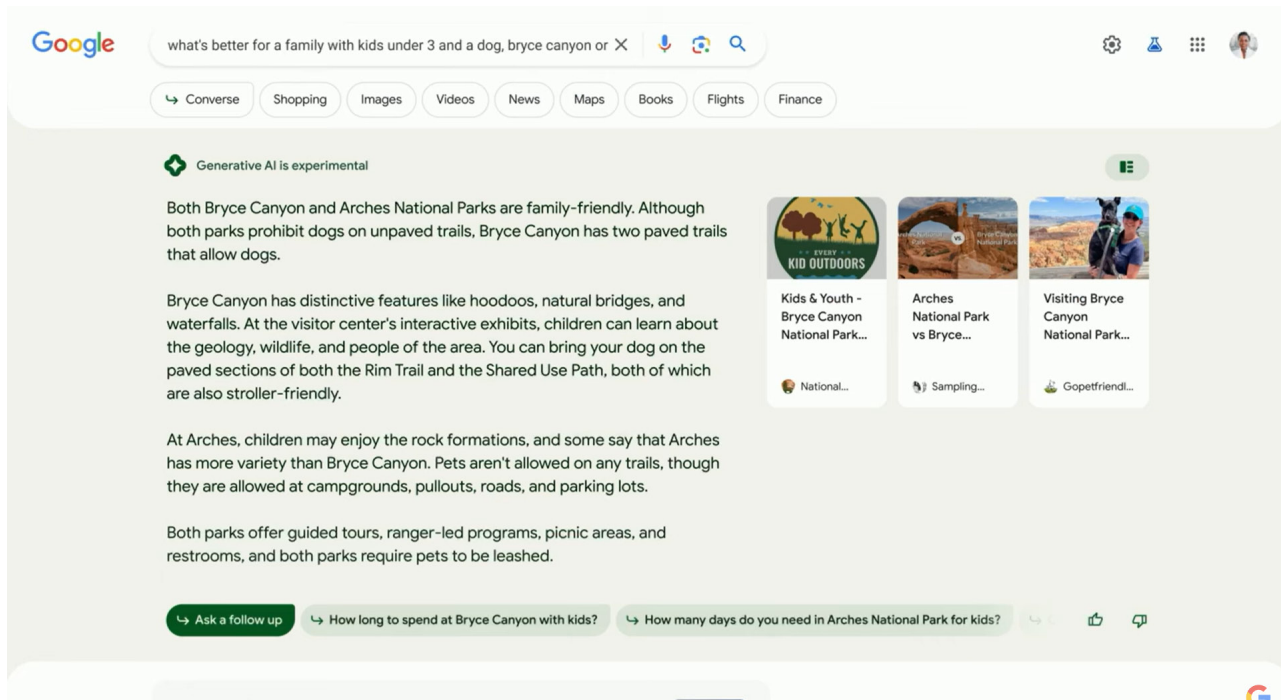 Google
what's better for a family with kids under 3 and a dog, bryce canyon or
Converse
Shopping
Images
Videos
News
Maps
Books
Flights
Finance
Generative AI is experimental
Both Bryce Canyon and Arches National Parks are family-friendly. Although
both parks prohibit dogs on unpaved trails, Bryce Canyon has two paved trails
that allow dogs.
Bryce Canyon has distinctive features like hoodoos, natural bridges, and
waterfalls. At the visitor center's interactive exhibits, children can learn about
the geology, wildlife, and people of the area. You can bring your dog on the
paved sections of both the Rim Trail and the Shared Use Path, both of which
are also stroller-friendly.
At Arches, children may enjoy the rock formations, and some say that Arches
has more variety than Bryce Canyon. Pets aren't allowed on any trails, though
they are allowed at campgrounds, pullouts, roads, and parking lots.
Both parks offer guided tours, ranger-led programs, picnic areas, and
restrooms, and both parks require pets to be leashed.
EVERY
KID OUTDOORS
Kids & Youth -
Bryce Canyon
National Park...
National...
Park
vs
Bryce Canyon
National Park
Arches
National Park
vs Bryce...
Sampling...
Visiting Bryce
Canyon
National Park...
Gopetfriendl...
Ask a follow up
How long to spend at Bryce Canyon with kids?
How many days do you need in Arches National Park for kids?